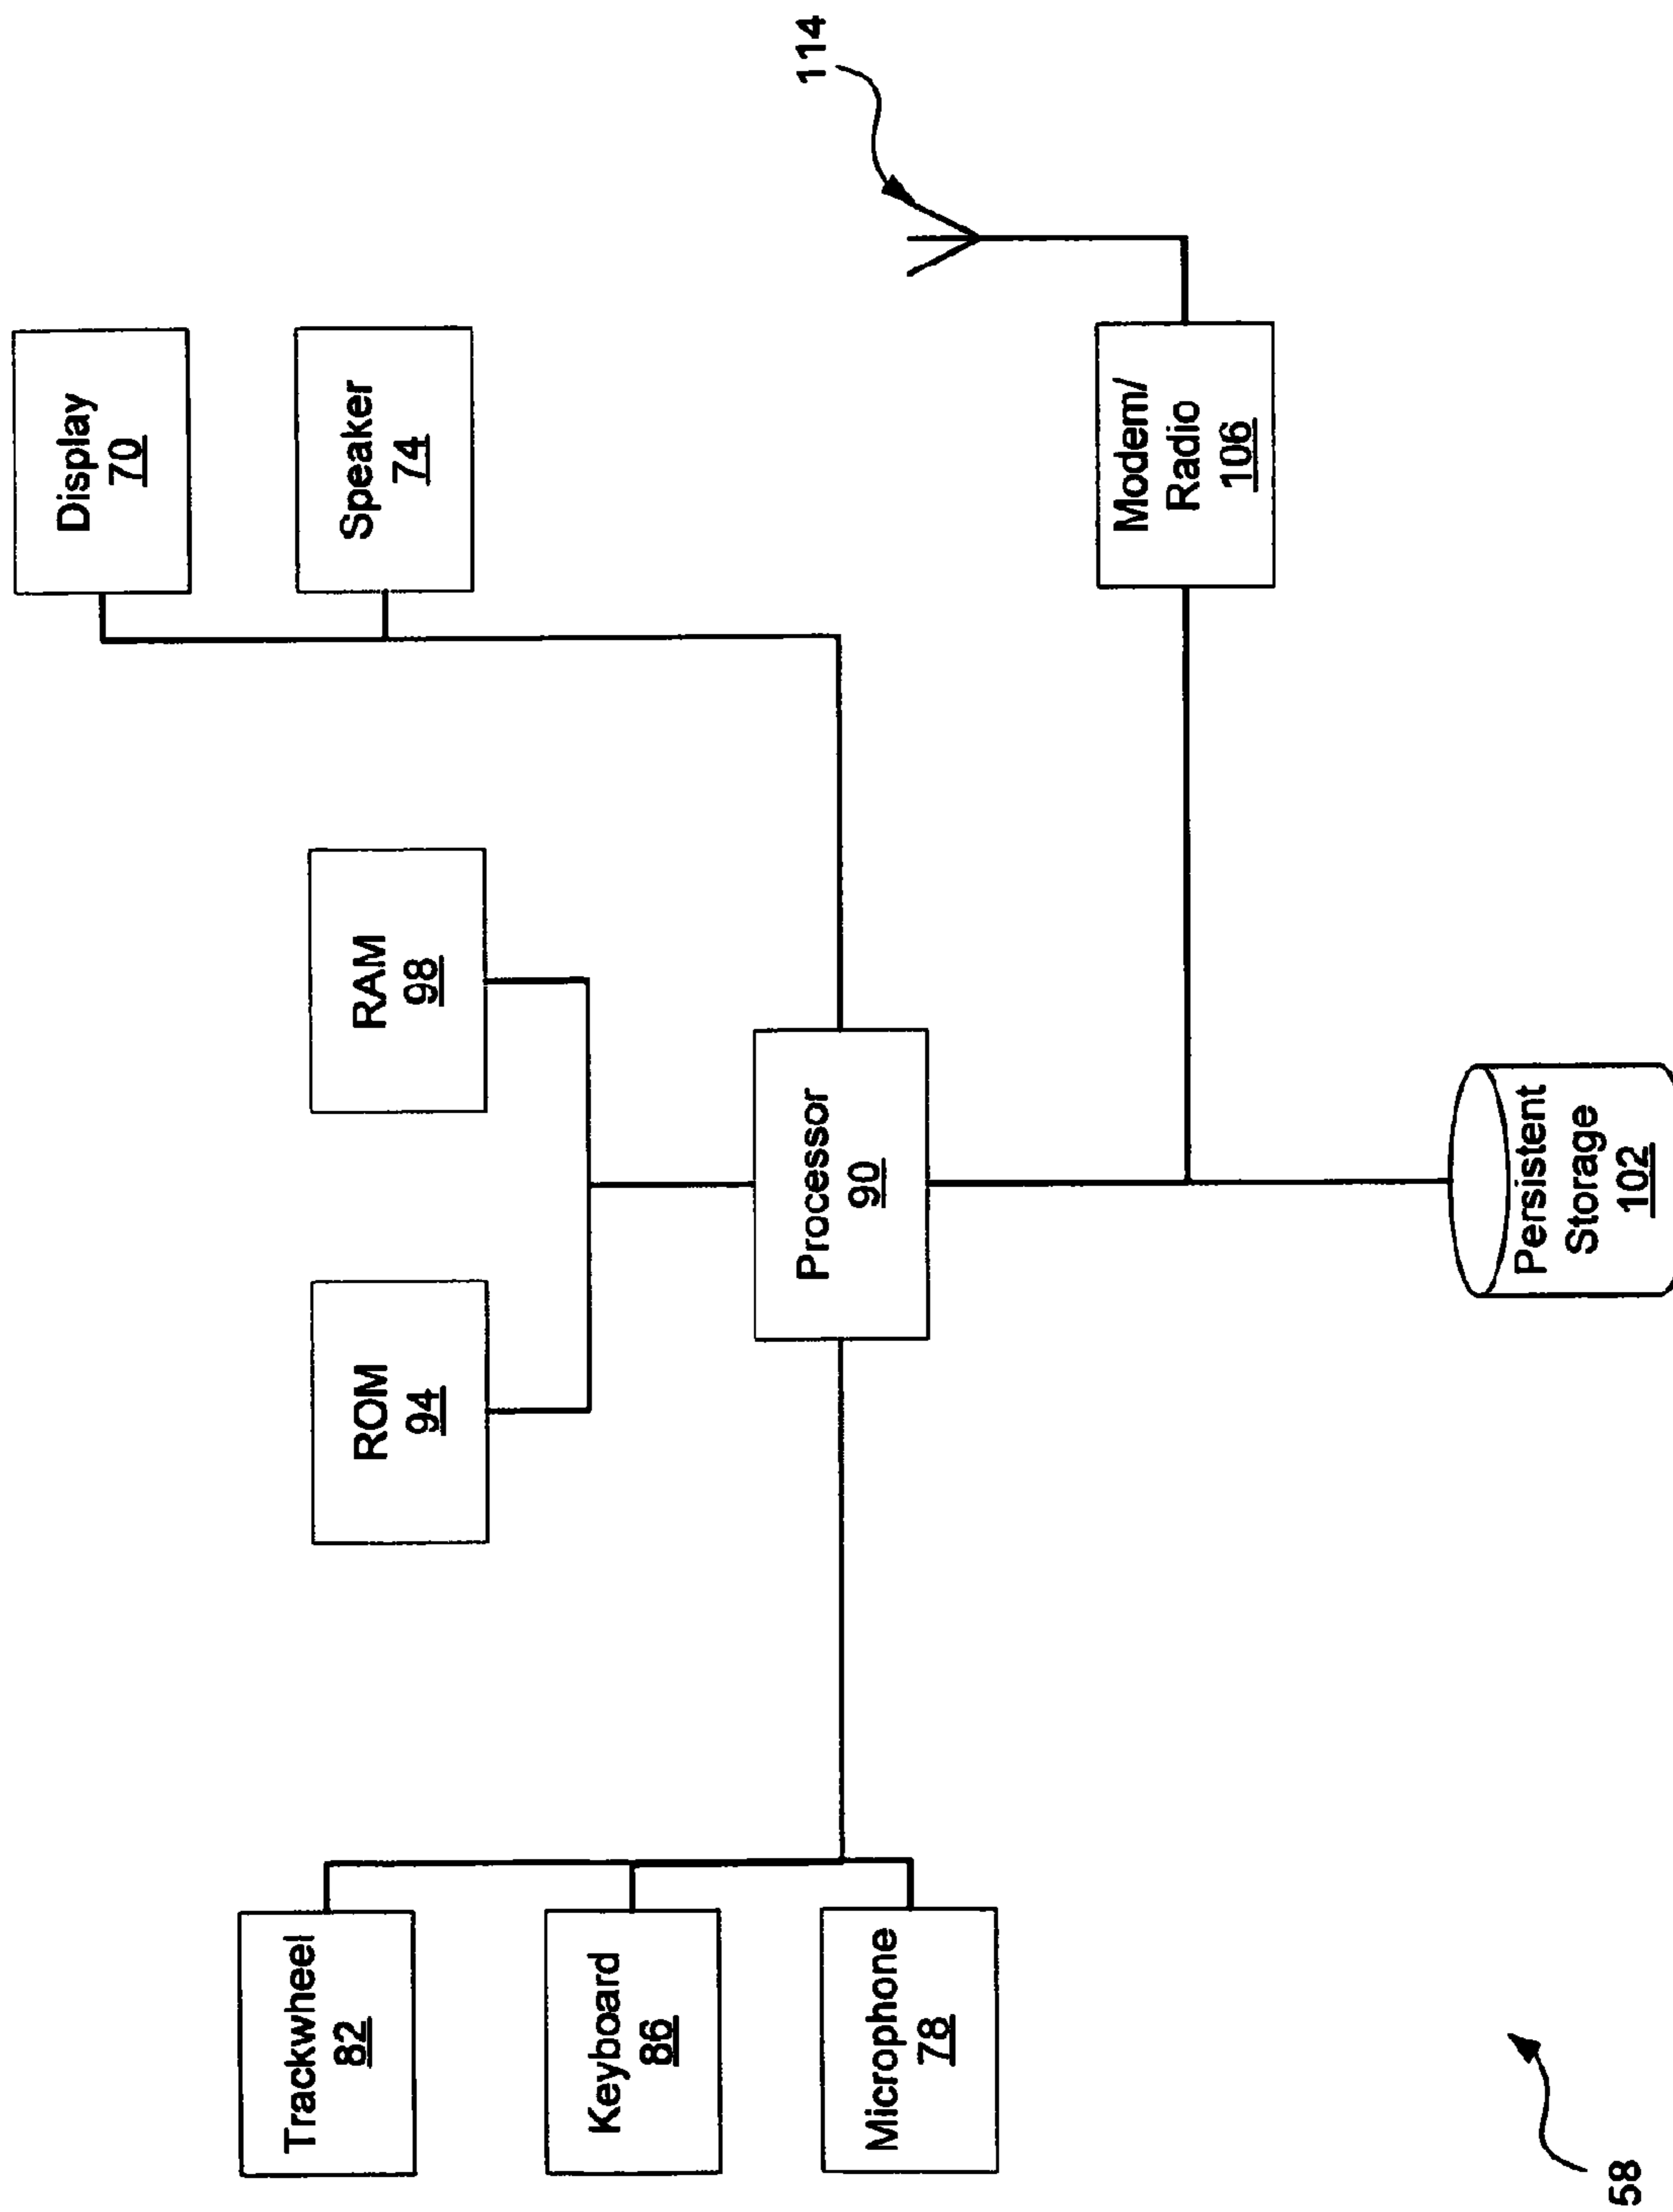 Display
70
Speaker
74
114
RAM
98
ROM
94
Trackwheel
82
Keyboard
86
Microphone
78
Processor
90
Modem/
Radio
106
Persistent
Storage
102
58